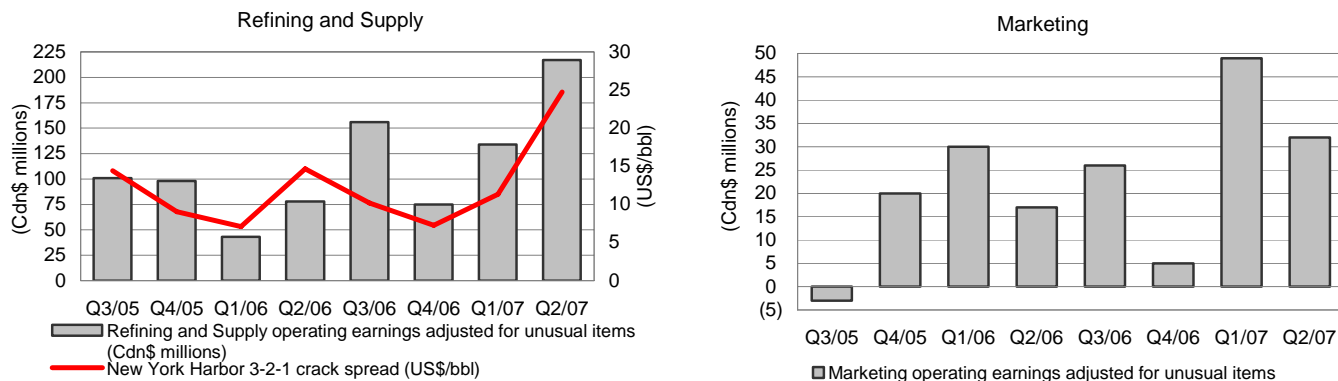 Refining and Supply
225
200
175
150
125
100
75
50
25
0
(Cdn$ millions)
30
25
20
15
10
5
0
(US$/bbl)
Q3/05 Q4/05 Q1/06 Q2/06 Q3/06 Q4/06 Q1/07 Q2/07
Refining and Supply operating earnings adjusted for unusual items
(Cdn$ millions)
New York Harbor 3-2-1 crack spread (US$/bbl)
Marketing
50
45
40
35
30
25
20
15
10
5
0
(5)
(Cdn$ millions)
Q3/05 Q4/05 Q1/06 Q2/06 Q3/06 Q4/06 Q1/07 Q2/07
Marketing operating earnings adjusted for unusual items